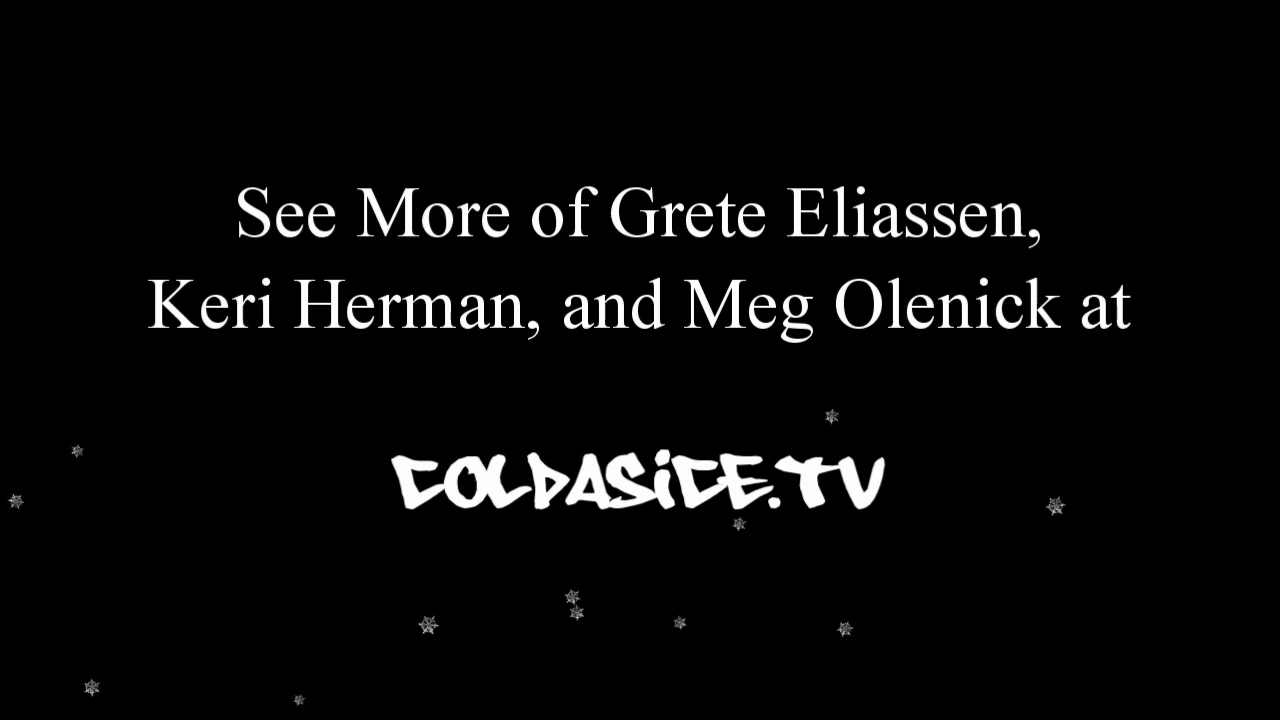 See More of Grete Eliassen,
Keri Herman, and Meg Olenick at
COLDASiCE.TV